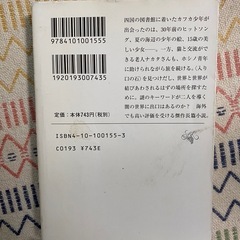 9784101001555
1920193007435
定価：本体743円（税別）
ISBN4-10-100155-3
C0193 ¥743E
四国の図書館に着いたカフカ少年が
出会ったのは、30年前のヒットソン
グ、夏の海辺の少年の絵、15歳の美
しい少女――。一方、猫と交流ができ
る老人ナカタさんも、ホシノ青年
に助けられながら旅を続ける。〈入り
口の石〉を見つけだし、世界と世界が
結びあわされるはずの場所を探すた
めに。謎のキーワードが二人を導く
闇の世界に出口はあるのか？ 海外
でも高い評価を受ける傑作長篇小説。